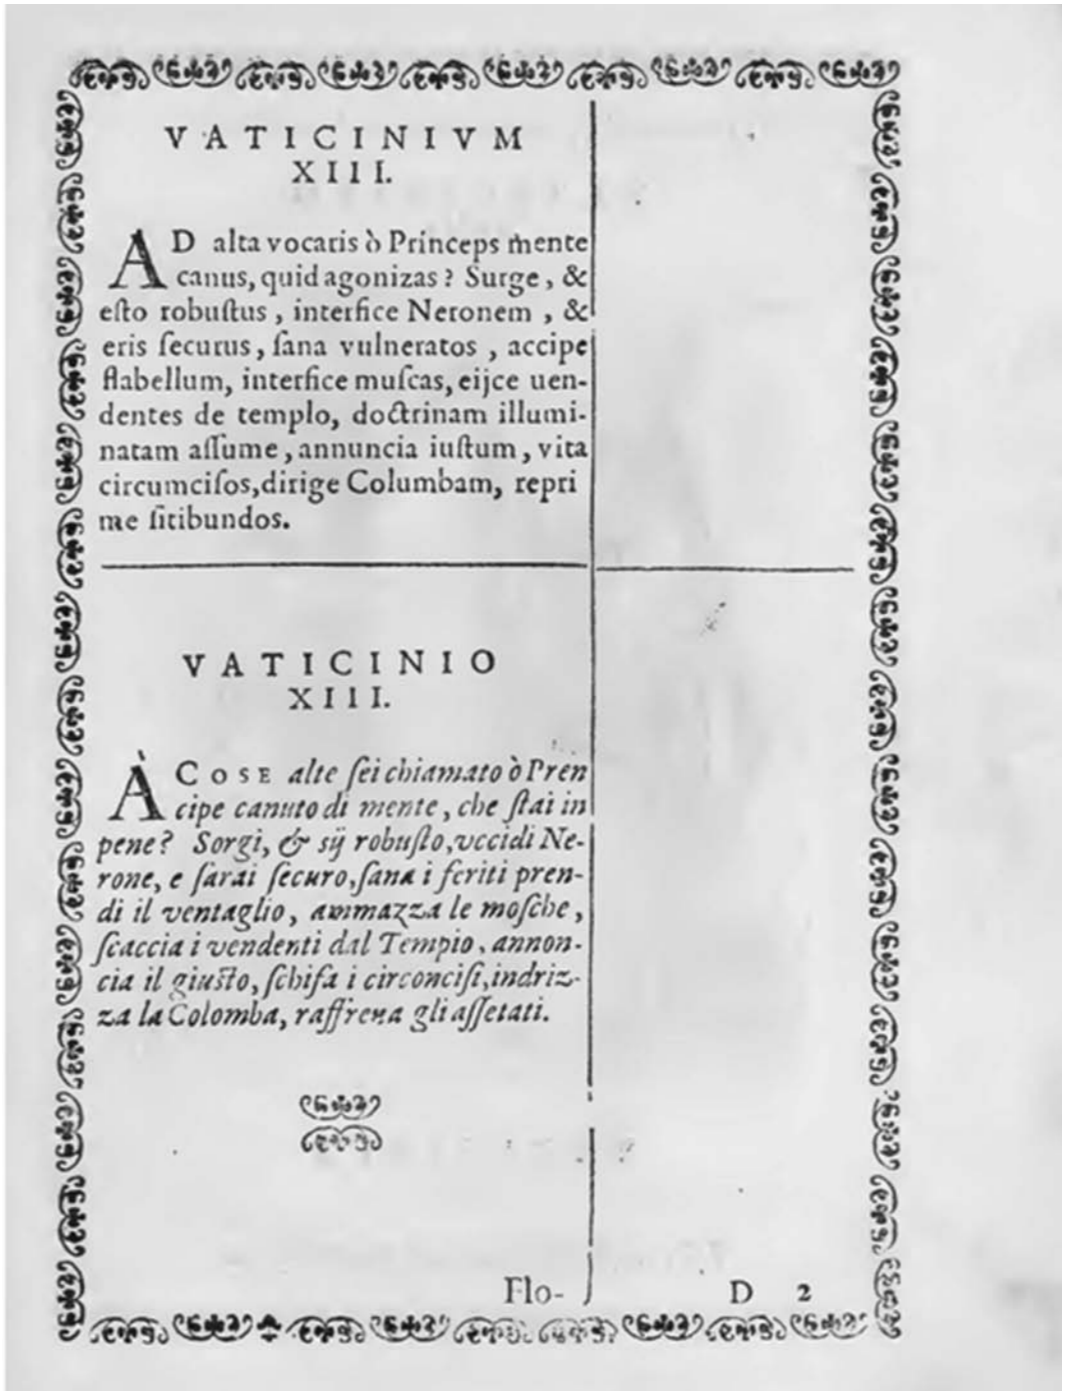 VATICINIVM
XIII.
AD alta vocaris ò Princeps mente
canus, quid agonizas? Surge, &
eſto robuſtus, interfice Neronem, &
eris ſecurus, ſana vulneratos, accipe
flabellum, interfice muſcas, eijce uen-
dentes de templo, doctrinam illumi-
natam aſſume, annuncia iuſtum, vita
circumciſos, dirige Columbam, repri
me ſitibundos.
VATICINIO
XIII.
À COSE alte ſei chiamato ò Pren
cipe canuto di mente, che ſtai in
pene? Sorgi, & sij robuſto, vccidi Ne-
rone, e ſarai ſecuro, ſana i feriti pren-
di il ventaglio, ammazza le moſche,
ſcaccia i vendenti dal Tempio, annon-
cia il giuſto, ſchifa i circonciſi, indriz-
za la Colomba, raffrena gli aſſetati.
Flo-
D 2